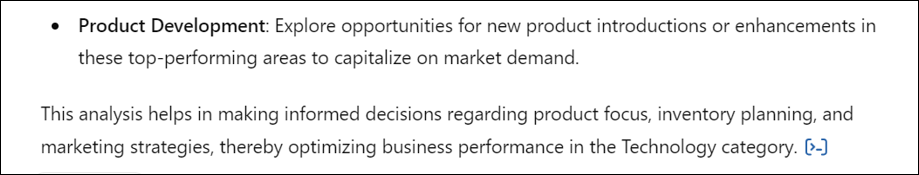 • Product Development: Explore opportunities for new product introductions or enhancements in
these top-performing areas to capitalize on market demand.
This analysis helps in making informed decisions regarding product focus, inventory planning, and
marketing strategies, thereby optimizing business performance in the Technology category. [>-]